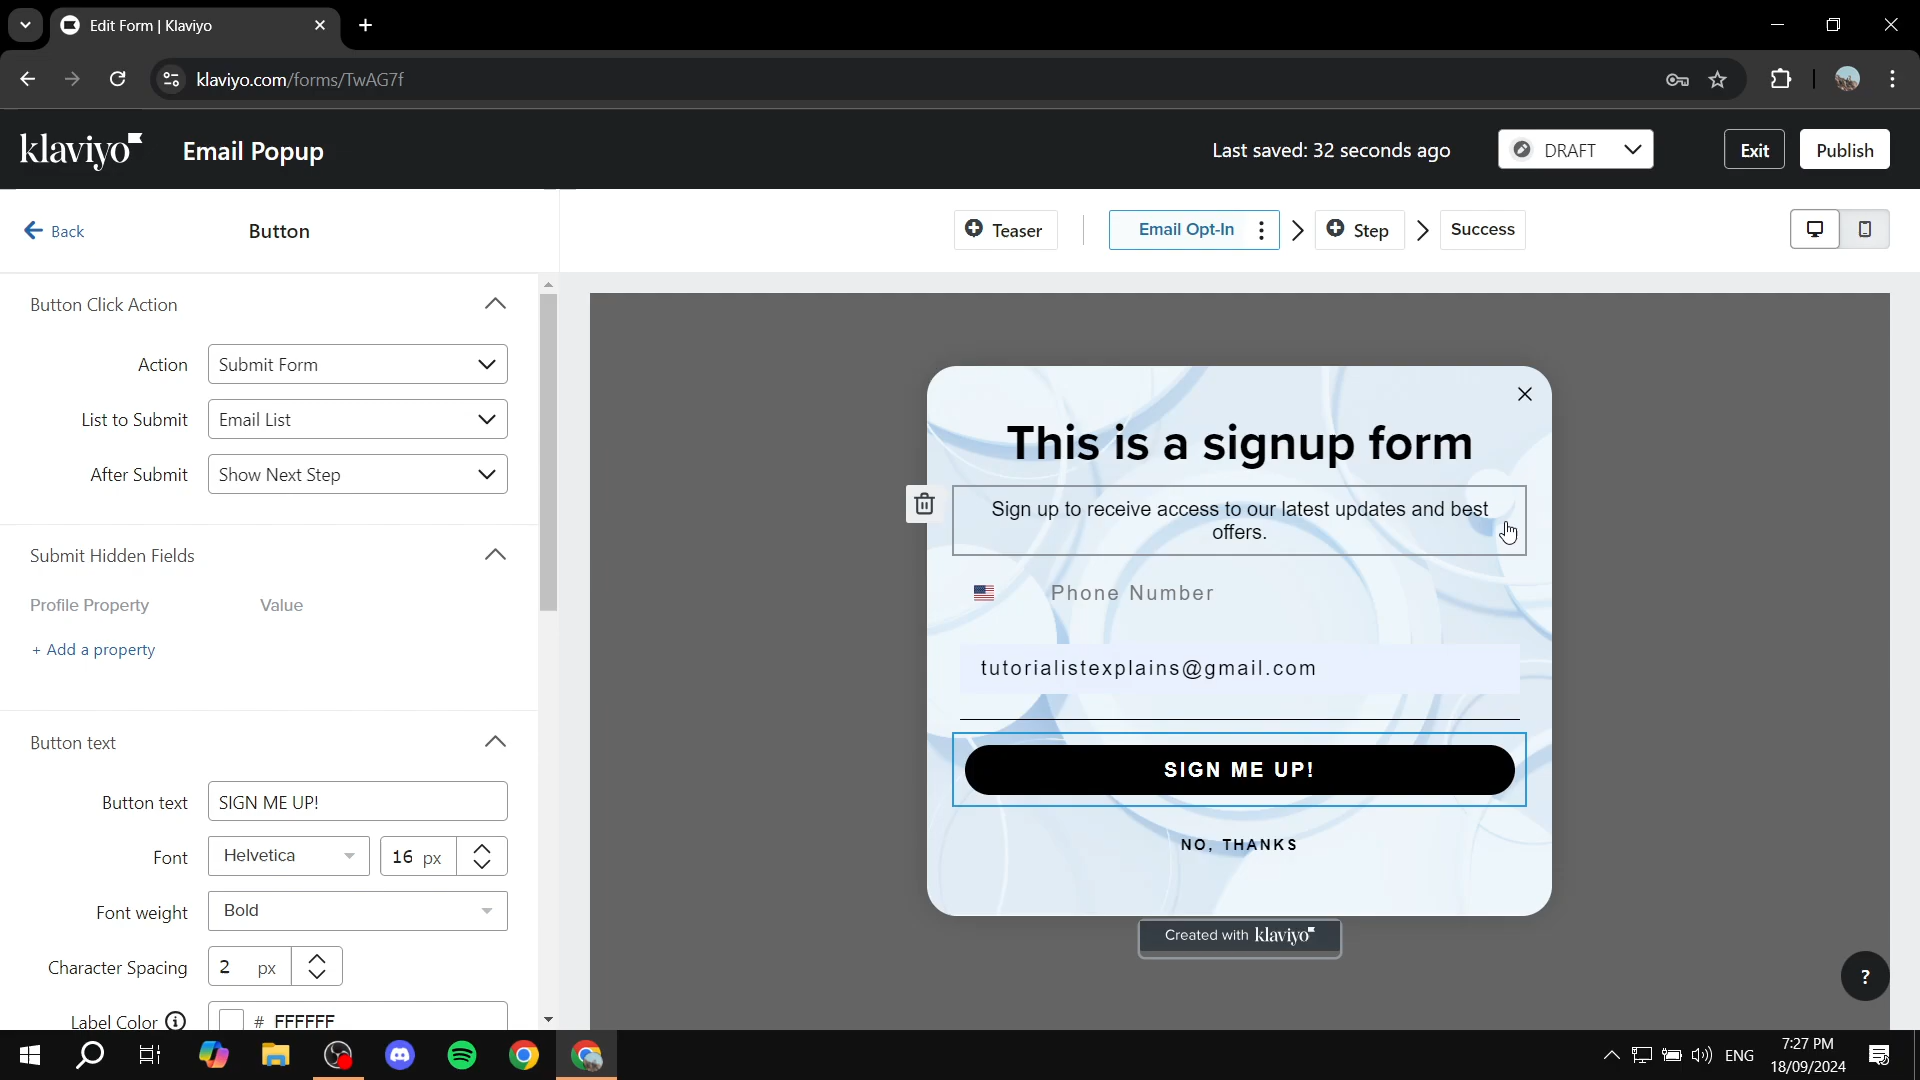 Edit Form | Klaviyo
klaviyo.com/forms/TwAG7f
klaviyo
Email Popup
Last saved: 32 seconds ago
DRAFT
Exit
Publish
Back
Button
Teaser
Email Opt-In
Step
Success
Button Click Action
Action
Submit Form
List to Submit
Email List
After Submit
Show Next Step
Submit Hidden Fields
Profile Property
Value
+ Add a property
Button text
Button text
SIGN ME UP!
Font
Helvetica
16 px
Font weight
Bold
Character Spacing
2 px
Label Color
# FFFFFF
This is a signup form
Sign up to receive access to our latest updates and best
offers.
Phone Number
tutorialistexplains@gmail.com
SIGN ME UP!
NO, THANKS
Created with klaviyo
?
ENG
7:27 PM
18/09/2024